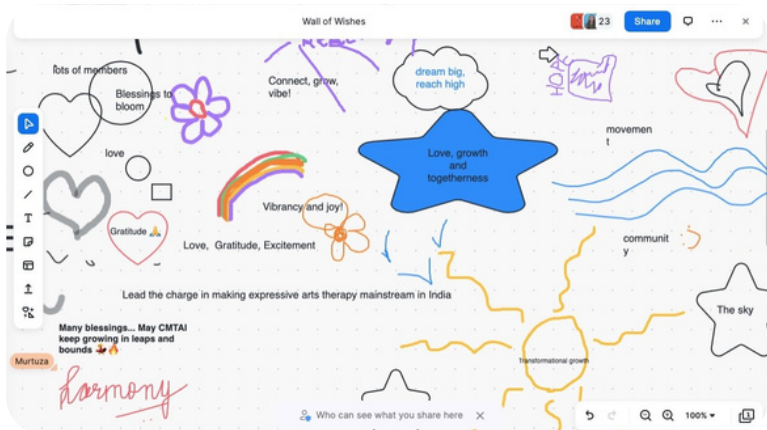 Wall of Wishes
23
Share
lots of members
Blessings to
bloom
Connect, grow,
vibe!
dream big,
reach high
love
Love, growth
and
togetherness
movemen
t
Gratitude 🙏
Vibrancy and joy!
Love, Gratitude, Excitement
communit
y
:)
Lead the charge in making expressive arts therapy mainstream in India
The sky
Many blessings... May CMTAI
keep growing in leaps and
bounds 💃🔥
Transformational growth
Murtuza
harmony
Who can see what you share here
100%
1
T